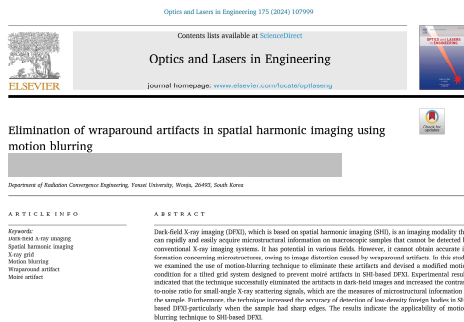 Optics and Lasers in Engineering 175 (2024) 107999
Contents lists available at ScienceDirect
Optics and Lasers in Engineering
journal homepage: www.elsevier.com/locate/optlaseng
ELSEVIER
OPTICS and LASERS
Check for
updates
Elimination of wraparound artifacts in spatial harmonic imaging using
motion blurring
Department of Radiation Convergence Engineering, Yonsei University, Wonju, 26493, South Korea
ARTICLE INFO
Keywords:
Dark-field X-ray imaging
Spatial harmonic imaging
X-ray grid
Motion blurring
Wraparound artifact
Moiré artifact
ABSTRACT
Dark-field X-ray imaging (DFXI), which is based on spatial harmonic imaging (SHI), is an imaging modality th
can rapidly and easily acquire microstructural information on macroscopic samples that cannot be detected b
conventional X-ray imaging systems. It has potential in various fields. However, it cannot obtain accurate i
formation concerning microstructures, owing to image distortion caused by wraparound artifacts. In this stud
we examined the use of motion-blurring technique to eliminate these artifacts and devised a modified motio
condition for a tilted grid system designed to prevent moiré artifacts in SHI-based DFXI. Experimental resul
indicated that the technique successfully eliminated the artifacts in dark-field images and increased the contras
to-noise ratio for small-angle X-ray scattering signals, which are the measures of microstructural information
the sample. Furthermore, the technique increased the accuracy of detection of low-density foreign bodies in SH
based DFXI-particularly when the sample had sharp edges. The results indicate the applicability of motio
blurring technique to SHI-based DFXI.